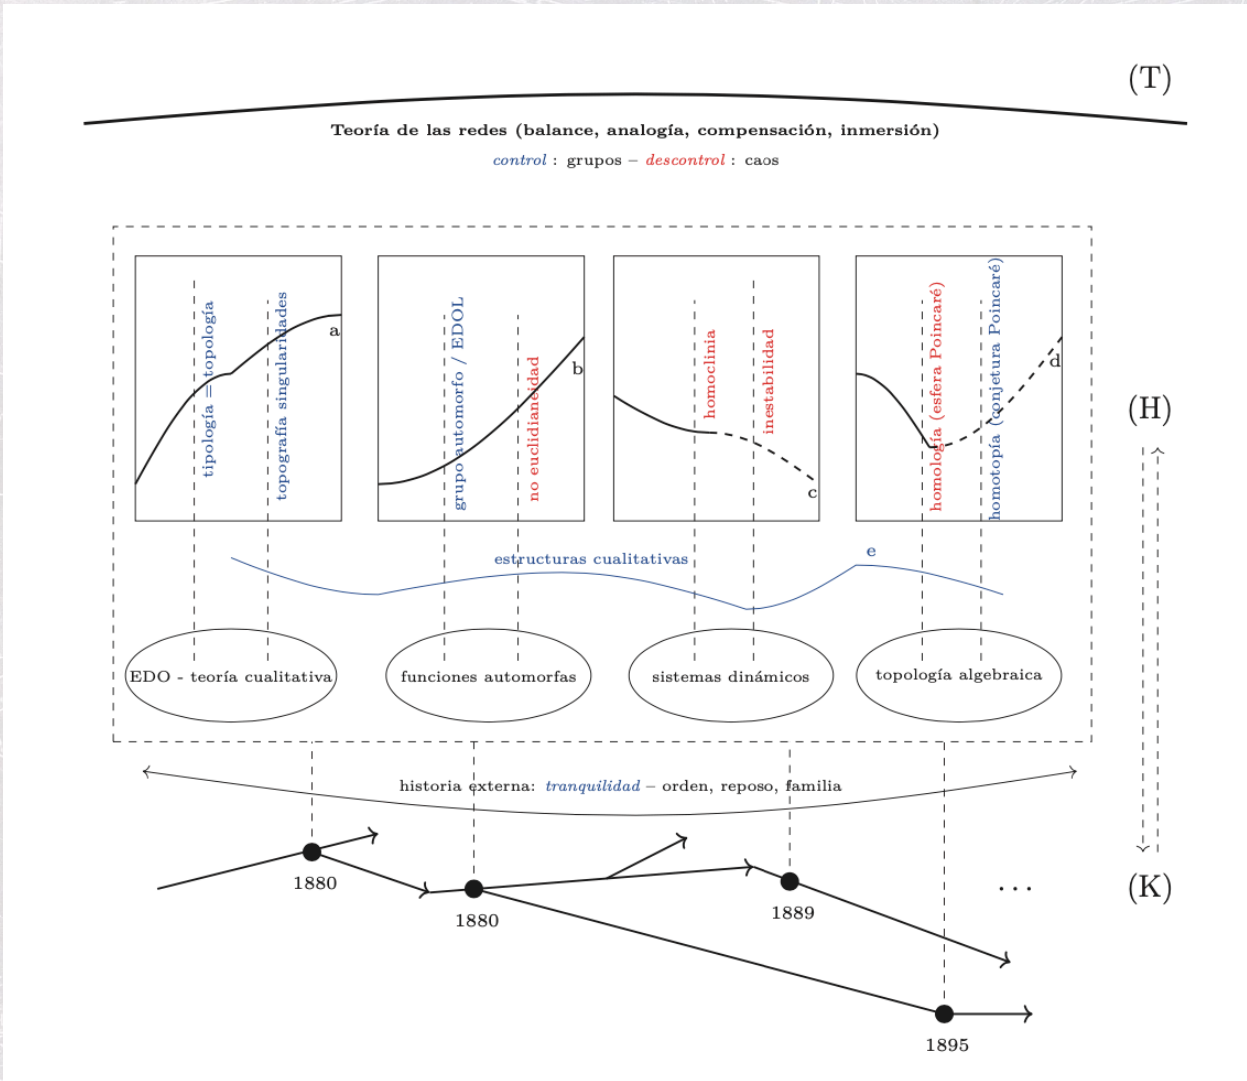 (T)
Teoría de las redes (balance, analogía, compensación, inmersión)
control : grupos – descontrol : caos
tipología = topología
topografía singularidades
a
grupo automorfo / EDOL
no euclidianeidad
b
homoclinia
inestabilidad
c
homología (esfera Poincaré)
homotopía (conjetura Poincaré)
d
(H)
estructuras cualitativas
e
EDO - teoría cualitativa
funciones automorfas
sistemas dinámicos
topología algebraica
historia externa: tranquilidad – orden, reposo, familia
1880
1880
1889
...
(K)
1895